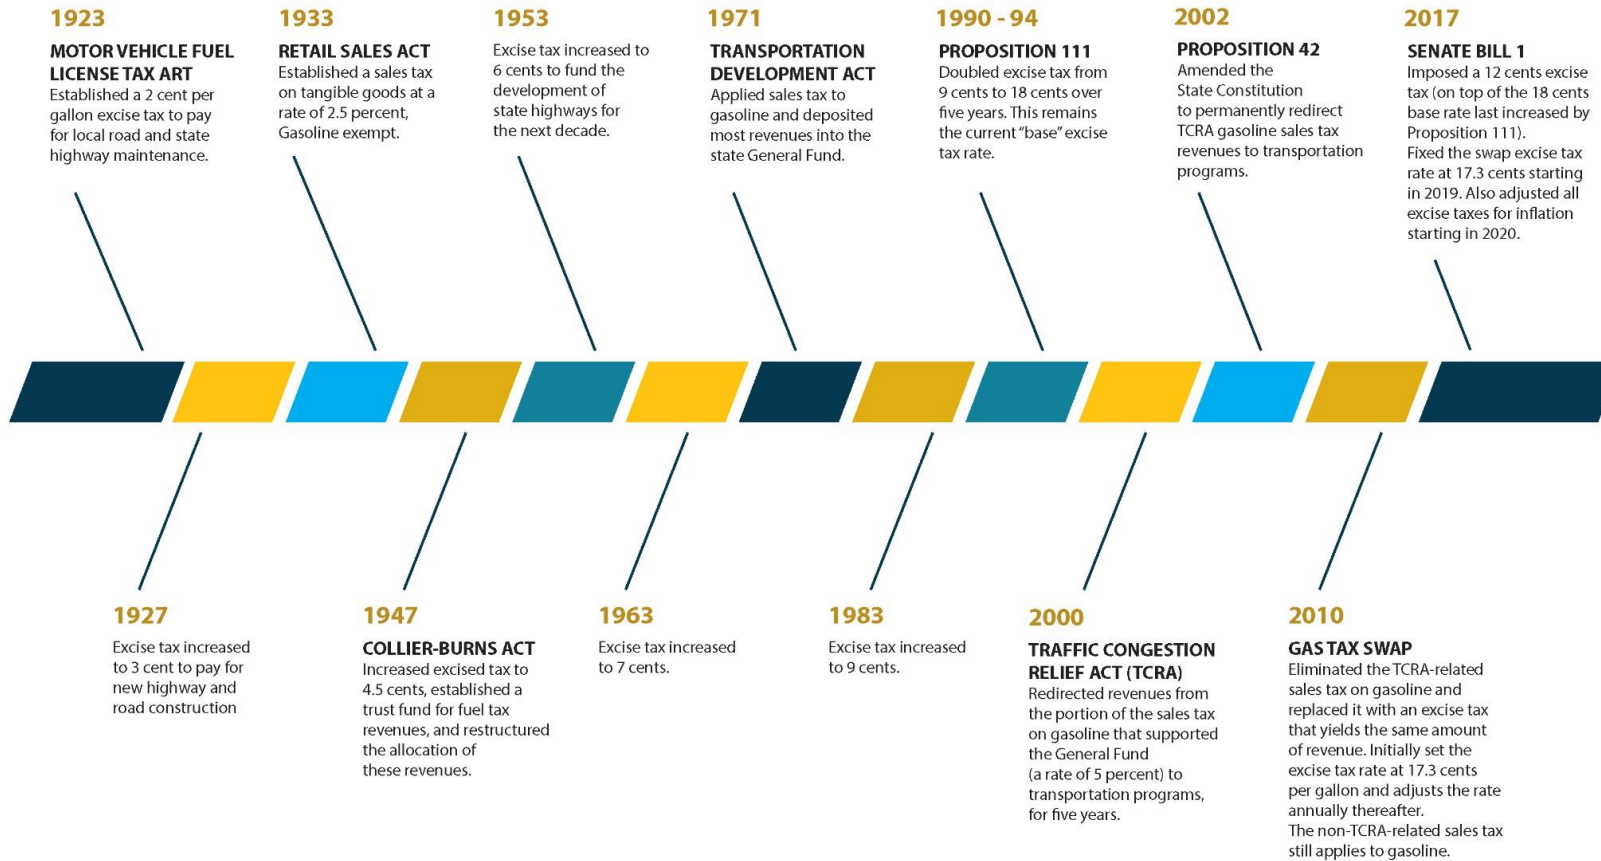 1923
MOTOR VEHICLE FUEL
LICENSE TAX ART
Established a 2 cent per
gallon excise tax to pay
for local road and state
highway maintenance.
1933
RETAIL SALES ACT
Established a sales tax
on tangible goods at a
rate of 2.5 percent,
Gasoline exempt.
1953
Excise tax increased to
6 cents to fund the
development of
state highways for
the next decade.
1971
TRANSPORTATION
DEVELOPMENT ACT
Applied sales tax to
gasoline and deposited
most revenues into the
state General Fund.
1990 - 94
PROPOSITION 111
Doubled excise tax from
9 cents to 18 cents over
five years. This remains
the current "base" excise
tax rate.
2002
PROPOSITION 42
Amended the
State Constitution
to permanently redirect
TCRA gasoline sales tax
revenues to transportation
programs.
2017
SENATE BILL 1
Imposed a 12 cents excise
tax (on top of the 18 cents
base rate last increased by
Proposition 111).
Fixed the swap excise tax
rate at 17.3 cents starting
in 2019. Also adjusted all
excise taxes for inflation
starting in 2020.
1927
Excise tax increased
to 3 cent to pay for
new highway and
road construction
1947
COLLIER-BURNS ACT
Increased excised tax to
4.5 cents, established a
trust fund for fuel tax
revenues, and restructured
the allocation of
these revenues.
1963
Excise tax increased
to 7 cents.
1983
Excise tax increased
to 9 cents.
2000
TRAFFIC CONGESTION
RELIEF ACT (TCRA)
Redirected revenues from
the portion of the sales tax
on gasoline that supported
the General Fund
(a rate of 5 percent) to
transportation programs,
for five years.
2010
GAS TAX SWAP
Eliminated the TCRA-related
sales tax on gasoline and
replaced it with an excise tax
that yields the same amount
of revenue. Initially set the
excise tax rate at 17.3 cents
per gallon and adjusts the rate
annually thereafter.
The non-TCRA-related sales tax
still applies to gasoline.